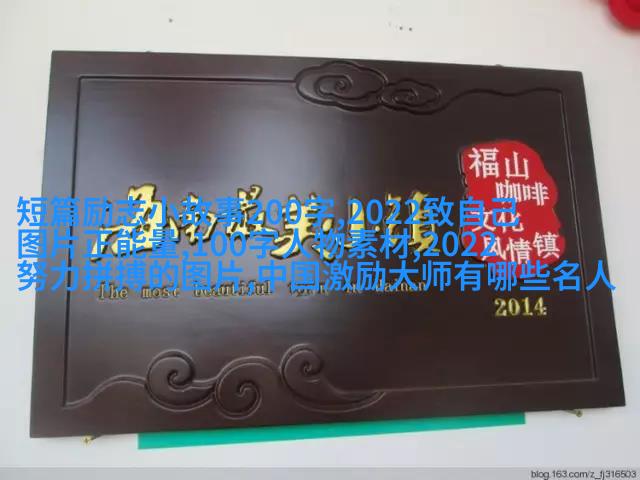 福山
咖啡
文化
风情镇
短篇励志小故事200字,2022致自己
图片正能量,100字人物素材,2022
努力拼搏的图片,中国激励大师有哪些名人
The most beautiful town in Hainan
2014
blog.163.com/z_fj316503